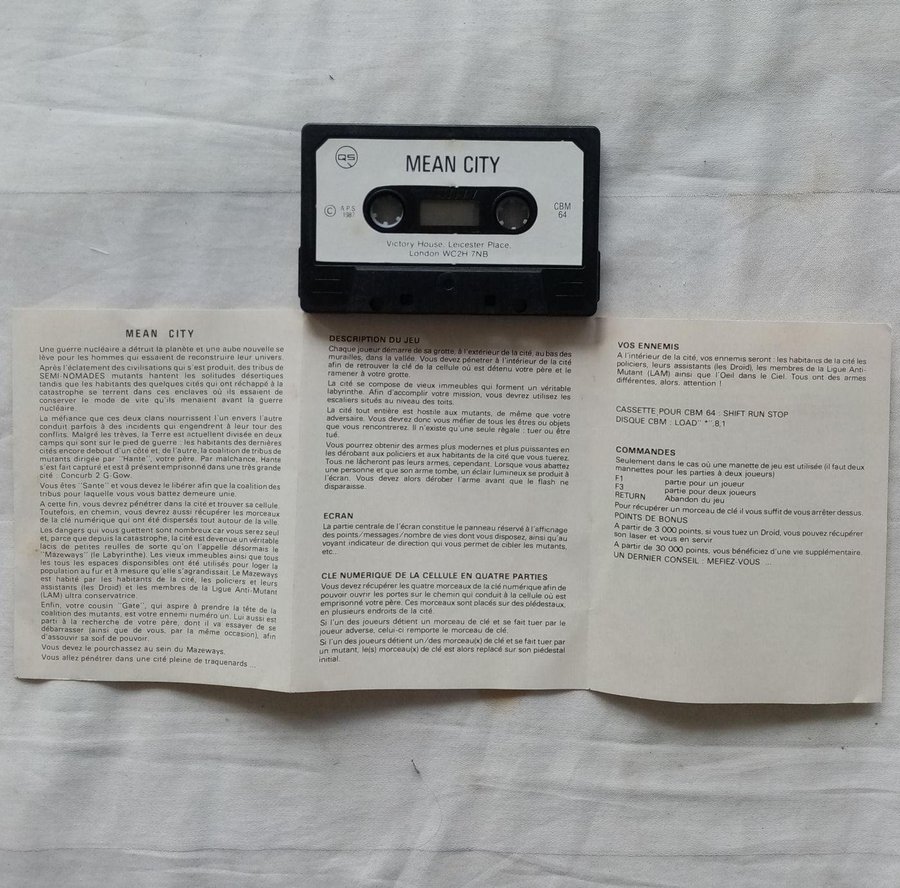 QS
MEAN CITY
© A.P.S.
1987
CBM
64
Victory House, Leicester Place,
London WC2H 7NB
MEAN CITY
Une guerre nucléaire a détruit la planète et une aube nouvelle se
lève pour les hommes qui essaient de reconstruire leur univers.
Après l'éclatement des civilisations qui s'est produit, des tribus de
SEMI-NOMADES mutants hantent les solitudes désertiques
tandis que les habitants des quelques cités qui ont réchappé à la
catastrophe se terrent dans ces enclaves où ils essaient de
conserver le mode de vite qu'ils menaient avant la guerre
nucléaire.
La méfiance que ces deux clans nourrissent l'un envers l'autre
conduit parfois à des incidents qui engendrent à leur tour des
conflits. Malgré les trèves, la Terre est actuellement divisée en deux
camps qui sont sur le pied de guerre : les habitants des dernières
cités encore debout d'un côté et, de l'autre, la coalition de tribus de
mutants dirigée par "Hante", votre père. Par malchance, Hante
s'est fait capturé et est à présent emprisonné dans une très grande
cité : Concurb 2-G-Gow.
Vous êtes "Sante" et vous devez le libérer afin que la coalition des
tribus pour laquelle vous vous battez demeure unie.
A cette fin, vous devrez pénétrer dans la cité et trouver sa cellule.
Toutefois, en chemin, vous devrez aussi récupérer les morceaux
de la clé numérique qui ont été dispersés tout autour de la ville.
Les dangers qui vous guettent sont nombreux car vous serez seul
et, parce que depuis la catastrophe, la cité est devenue un véritable
lacis de petites reulles de sorte qu'on l'appelle désormais le
"Mazeways" (le Labyrinthe). Les vieux immeubles ainsi que tous
les tous les espaces disponibles ont été utilisés pour loger la
population au fur et à mesure qu'elle s'agrandissait. Le Mazeways
est habité par les habitants de la cité, les policiers et leurs
assistants (les Droid) et les membres de la Ligue Anti-Mutant
(LAM) ultra conservatrice.
Enfin, votre cousin "Gate", qui aspire à prendre la tête de la
coalition des mutants, est votre ennemi numéro un. Lui aussi est
parti à la recherche de votre père, dont il va essayer de se
débarrasser (ainsi que de vous, par la même occasion), afin
d'assouvir sa soif de pouvoir.
Vous devez le pourchassez au sein du Mazeways.
Vous allez pénétrer dans une cité pleine de traquenards ...
DESCRIPTION DU JEU
Chaque joueur démarre de sa grotte, à l'extérieur de la cité, au bas des
murailles, dans la vallée. Vous devez pénétrer à l'intérieur de la cité
afin de retrouver la clé de la cellule où est détenu votre père et le
ramener à votre grotte.
La cité se compose de vieux immeubles qui forment un véritable
labyrinthe. Afin d'accomplir votre mission, vous devrez utilisez les
escaliers situés au niveau des toits.
La cité tout entière est hostile aux mutants, de même que votre
adversaire. Vous devrez donc vous méfier de tous les êtres ou objets
que vous rencontrerez. Il n'existe qu'une seule règle : tuer ou être
tué.
Vous pourrez obtenir des armes plus modernes et plus puissantes en
les dérobant aux policiers et aux habitants de la cité que vous tuerez.
Tous ne lâcheront pas leurs armes, cependant. Lorsque vous abattez
une personne et que son arme tombe, un éclair lumineux se produit à
l'écran. Vous devez alors dérober l'arme avant que le flash ne
disparaisse.
ECRAN
La partie centrale de l'écran constitue le panneau réservé à l'affichage
des points/messages/nombre de vies dont vous disposez, ainsi qu'au
voyant indicateur de direction qui vous permet de cibler les mutants,
etc...
CLE NUMERIQUE DE LA CELLULE EN QUATRE PARTIES
Vous devez récupérer les quatre morceaux de la clé numérique afin de
pouvoir ouvrir les portes sur le chemin qui conduit à la cellule où est
emprisonné votre père. Ces morceaux sont placés sur des plédestaux,
en plusieurs endroits de la cité.
Si l'un des joueurs détient un morceau de clé et se fait tuer par le
joueur adverse, celui-ci remporte le morceau de clé.
Si l'un des joueurs détient un/des morceau(x) de clé et se fait tuer par
un mutant, le(s) morceau(x) de clé est alors replacé sur son piédestal
initial.
VOS ENNEMIS
A l'intérieur de la cité, vos ennemis seront : les habitants de la cité les
policiers, leurs assistants (les Droid), les membres de la Ligue Anti-
Mutant (LAM) ainsi que l'Oeil dans le Ciel. Tous ont des armes
différentes, alors, attention !
CASSETTE POUR CBM 64 : SHIFT RUN STOP
DISQUE CBM : LOAD" * ",8,1
COMMANDES
Seulement dans le cas où une manette de jeu est utilisée (il faut deux
mannettes pour les parties à deux joueurs)
F1 partie pour un joueur
F3 partie pour deux joueurs
RETURN Abandon du jeu
Pour récupérer un morceau de clé il vous suffit de vous arrêter dessus.
POINTS DE BONUS
A partir de 3 000 points, si vous tuez un Droid, vous pouvez récupérer
son laser et vous en servir.
A partir de 30 000 points, vous bénéficiez d'une vie supplémentaire.
UN DERNIER CONSEIL : MEFIEZ-VOUS ...